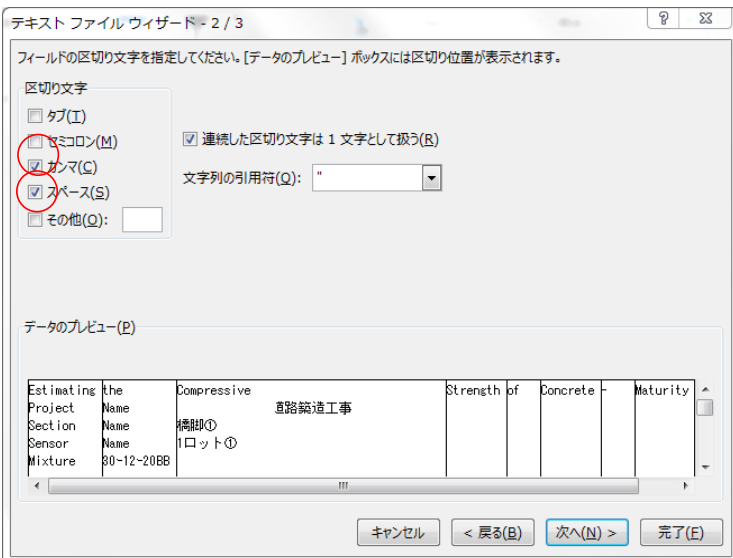 テキスト ファイル ウィザード - 2 / 3
フィールドの区切り文字を指定してください。[データのプレビュー] ボックスには区切り位置が表示されます。
区切り文字
タブ(T)
セミコロン(M)
カンマ(C)
スペース(S)
その他(O):
連続した区切り文字は 1 文字として扱う(R)
文字列の引用符(Q): "
データのプレビュー(P)
Estimating the Compressive Strength of Concrete - Maturity
Project Name 道路築造工事
Section Name 橋脚①
Sensor Name 1ロット①
Mixture 30-12-20BB
キャンセル < 戻る(B) 次へ(N) > 完了(F)